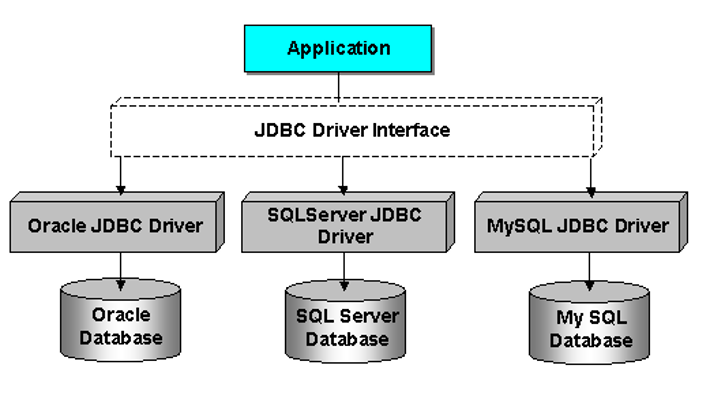 Application
JDBC Driver Interface
Oracle JDBC Driver
SQLServer JDBC
Driver
MySQL JDBC Driver
Oracle
Database
SQL Server
Database
My SQL
Database